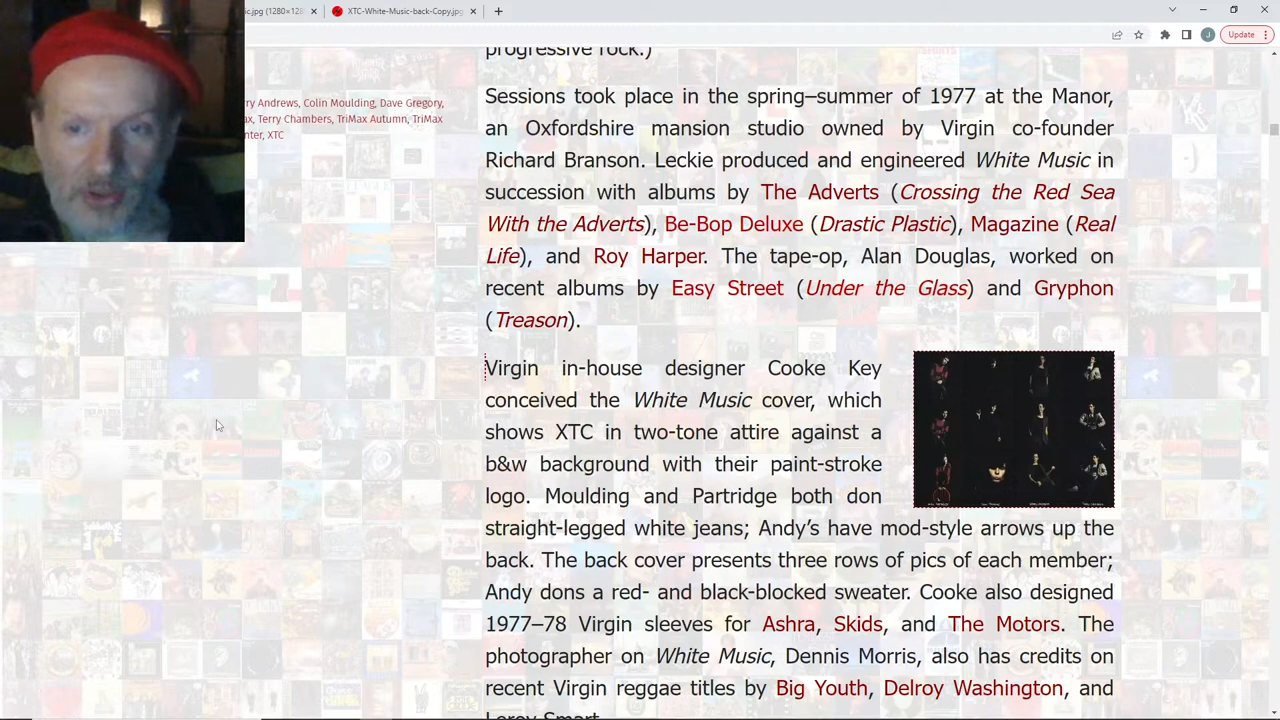 ic.jpg (1280×128
XTC-White-Music-back-Copy.jpg
Update
J
progressive rock.)
ry Andrews, Colin Moulding, Dave Gregory,
ax, Terry Chambers, TriMax Autumn, TriMax
nter, XTC
Sessions took place in the spring–summer of 1977 at the Manor,
an Oxfordshire mansion studio owned by Virgin co-founder
Richard Branson. Leckie produced and engineered White Music in
succession with albums by The Adverts (Crossing the Red Sea
With the Adverts), Be-Bop Deluxe (Drastic Plastic), Magazine (Real
Life), and Roy Harper. The tape-op, Alan Douglas, worked on
recent albums by Easy Street (Under the Glass) and Gryphon
(Treason).
Virgin in-house designer Cooke Key
conceived the White Music cover, which
shows XTC in two-tone attire against a
b&w background with their paint-stroke
logo. Moulding and Partridge both don
straight-legged white jeans; Andy’s have mod-style arrows up the
back. The back cover presents three rows of pics of each member;
Andy dons a red- and black-blocked sweater. Cooke also designed
1977–78 Virgin sleeves for Ashra, Skids, and The Motors. The
photographer on White Music, Dennis Morris, also has credits on
recent Virgin reggae titles by Big Youth, Delroy Washington, and
Leroy Smart.